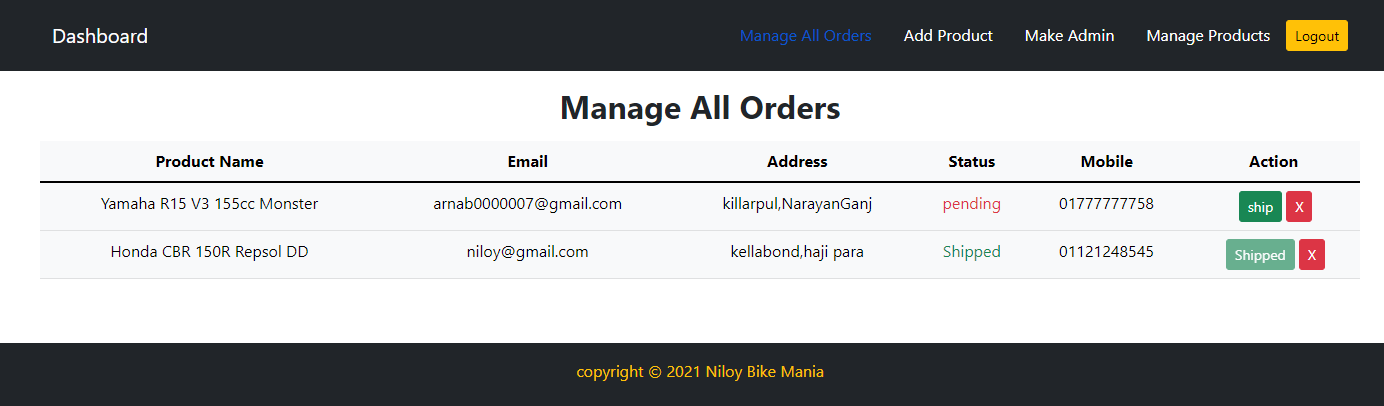 Dashboard Manage All Orders Add Product Make Admin Manage Products Logout
Manage All Orders
Product Name Email Address Status Mobile Action
Yamaha R15 V3 155cc Monster arnab0000007@gmail.com killarpul,NarayanGanj pending 01777777758 ship X
Honda CBR 150R Repsol DD niloy@gmail.com kellabond,haji para Shipped 01121248545 Shipped X
copyright © 2021 Niloy Bike Mania